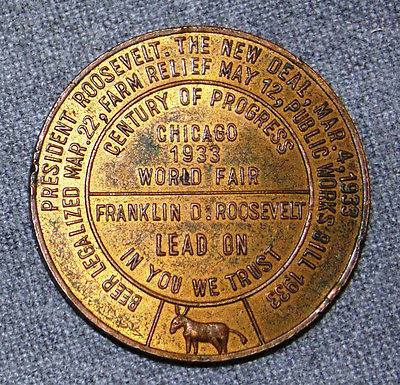 PRESIDENT. ROOSEVELT. THE NEW DEAL, MAR. 4, 1933
BEER LEGALIZED MAR. 22, FARM RELIEF MAY 12, PUBLIC WORKS BILL 1933
CENTURY OF PROGRESS
CHICAGO
1933
WORLD FAIR
FRANKLIN D. ROOSEVELT
LEAD ON
IN YOU WE TRUST